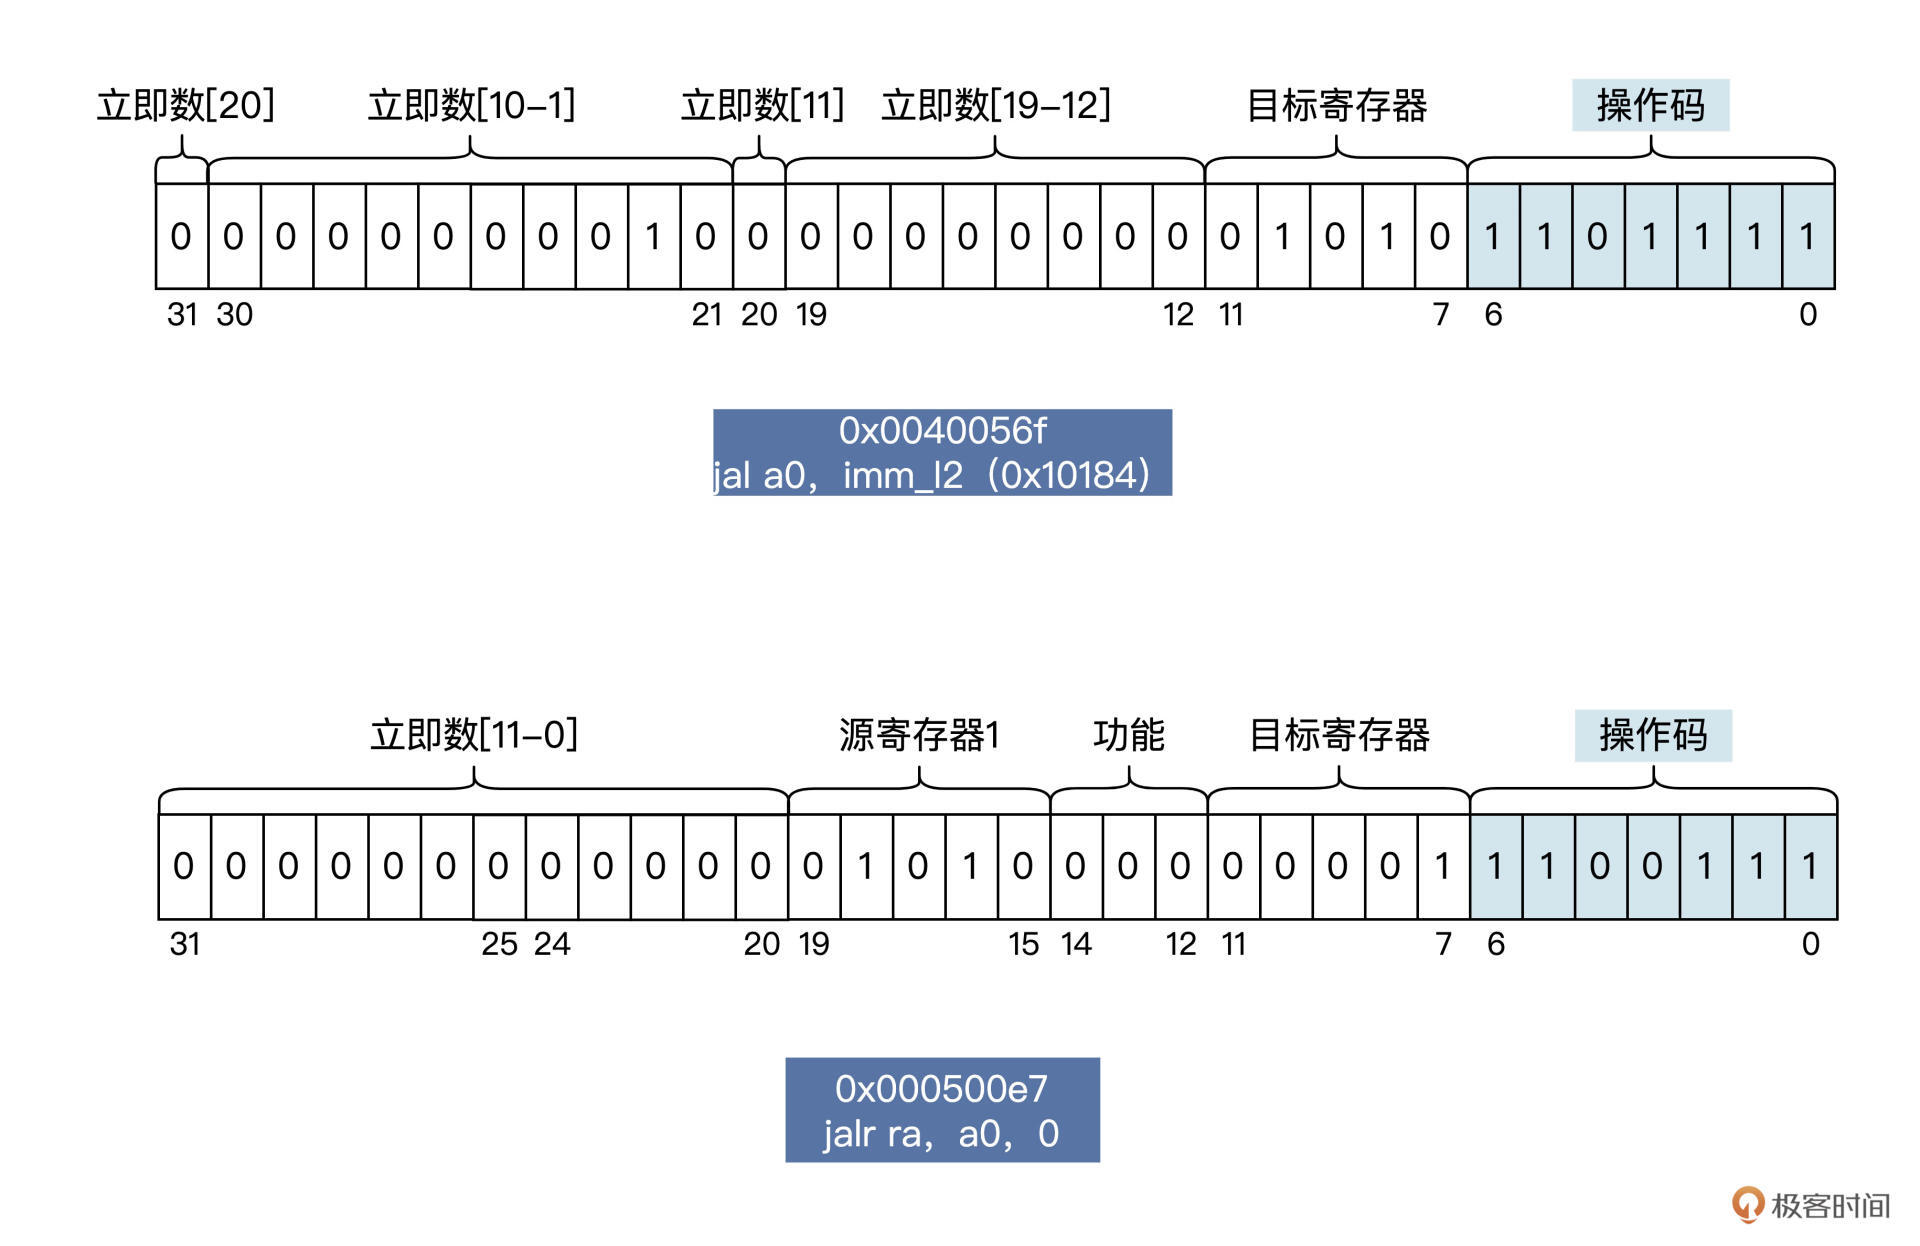 立即数[20] 立即数[10–1] 立即数[11] 立即数[19–12] 目标寄存器 操作码
0 0 0 0 0 0 0 0 0 1 0 0 0 0 0 0 0 0 0 0 0 1 0 1 0 1 1 0 1 1 1 1
31 30 21 20 19 12 11 7 6 0
0x0040056f
jal a0，imm_l2（0x10184）
立即数[11–0] 源寄存器1 功能 目标寄存器 操作码
0 0 0 0 0 0 0 0 0 0 0 0 0 1 0 1 0 0 0 0 0 0 0 0 1 1 1 0 0 1 1 1
31 25 24 20 19 15 14 12 11 7 6 0
0x000500e7
jalr ra，a0，0
极客时间